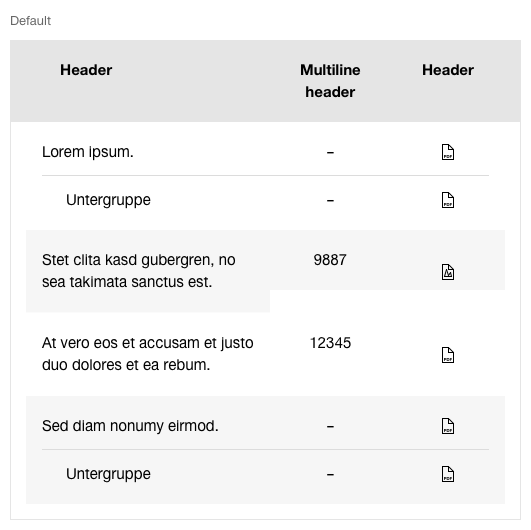 Default
Header Multiline header Header
Lorem ipsum. – PDF
Untergruppe – PDF
Stet clita kasd gubergren, no 9887
sea takimata sanctus est.
At vero eos et accusam et justo 12345
duo dolores et ea rebum. PDF
Sed diam nonumy eirmod. – PDF
Untergruppe – PDF